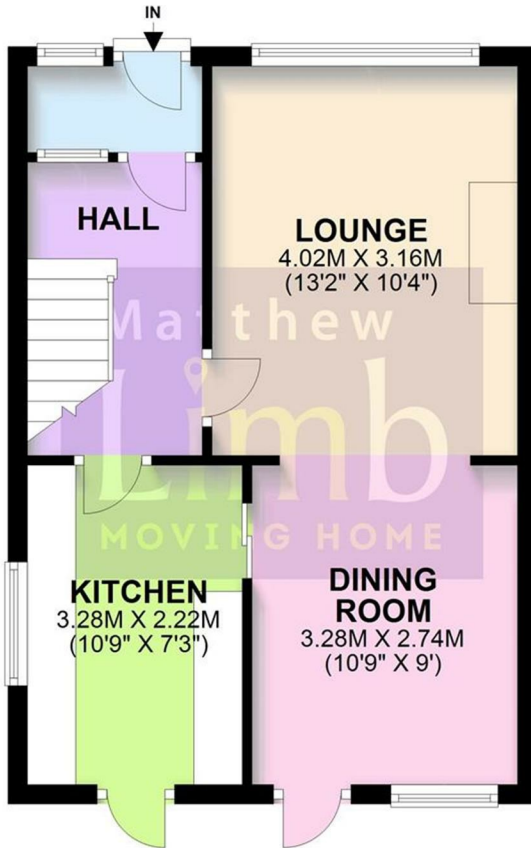 IN
HALL
LOUNGE
4.02M X 3.16M
(13'2" X 10'4")
Matthew
Limb
MOVING HOME
KITCHEN
3.28M X 2.22M
(10'9" X 7'3")
DINING
ROOM
3.28M X 2.74M
(10'9" X 9')